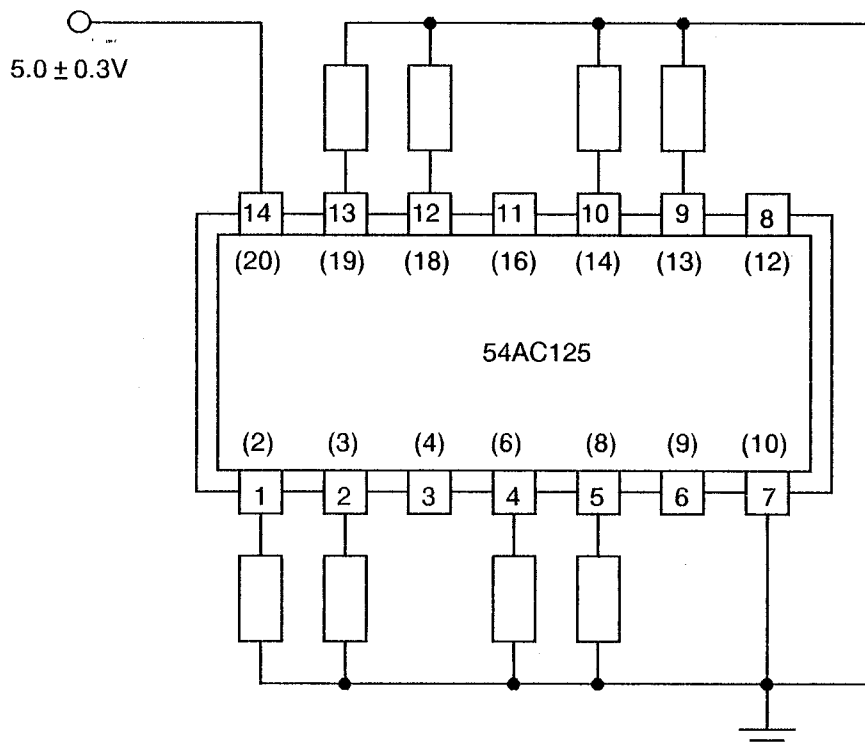 5.0 ± 0.3V
14 13 12 11 10 9 8
(20) (19) (18) (16) (14) (13) (12)
54AC125
(2) (3) (4) (6) (8) (9) (10)
1 2 3 4 5 6 7